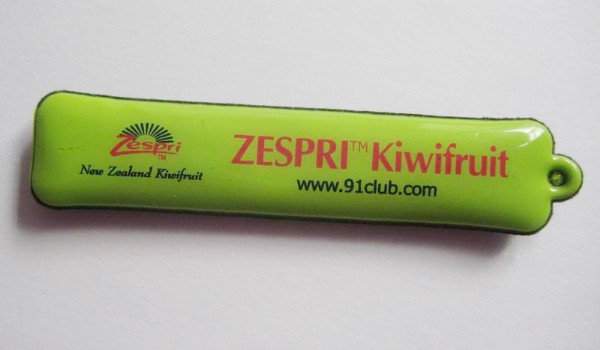 Zespri
TM
New Zealand Kiwifruit
ZESPRI™ Kiwifruit
www.91club.com